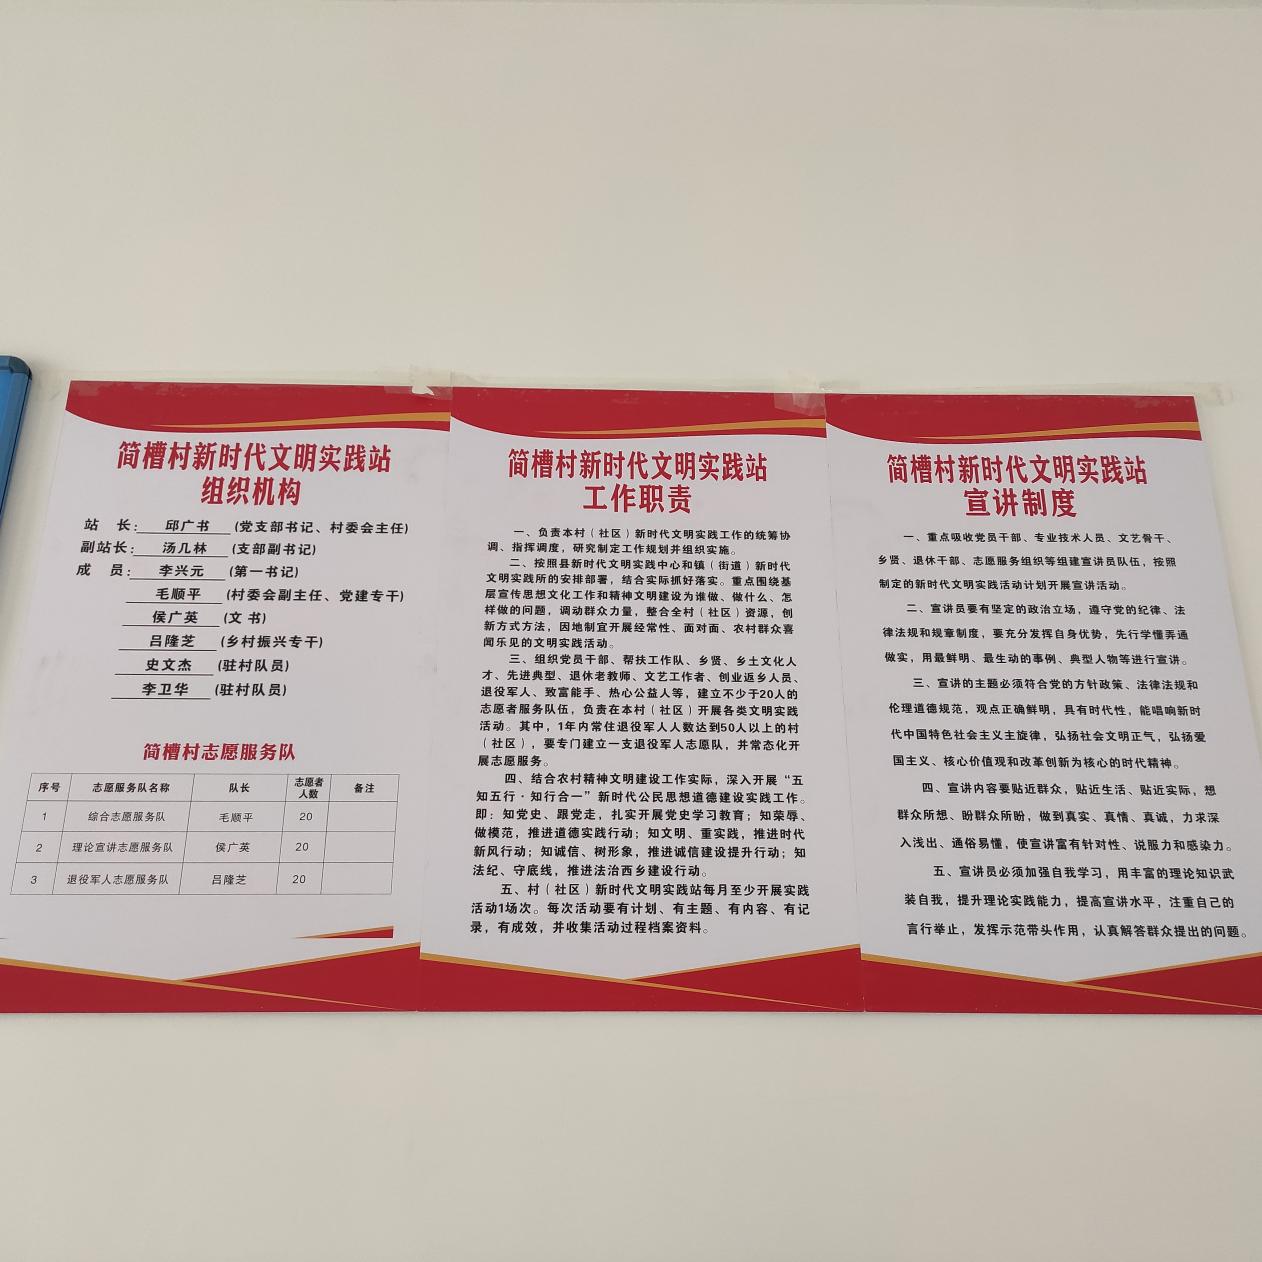 简槽村新时代文明实践站
组织机构
站 长：邱广书(党支部书记、村委会主任)
副站长：汤几林(支部副书记)
成 员：李兴元(第一书记)
毛顺平(村委会副主任、党建专干)
侯广英(文 书)
吕隆芝(乡村振兴专干)
史文杰(驻村队员)
李卫华(驻村队员)
简槽村志愿服务队
序号 志愿服务队名称 队长 志愿者人数 备注
1 综合志愿服务队 毛顺平 20
2 理论宣讲志愿服务队 侯广英 20
3 退役军人志愿服务队 吕隆芝 20
简槽村新时代文明实践站
工作职责
一、负责本村（社区）新时代文明实践工作的统筹协
调、指挥调度，研究制定工作规划并组织实施。
二、按照县新时代文明实践中心和镇（街道）新时代
文明实践所的安排部署，结合实际抓好落实。重点围绕基
层宣传思想文化工作和精神文明建设为谁做、做什么、怎
样做的问题，调动群众力量，整合全村（社区）资源，创
新方式方法，因地制宜开展经常性、面对面、农村群众喜
闻乐见的文明实践活动。
三、组织党员干部、帮扶工作队、乡贤、乡土文化人
才、先进典型、退休老教师、文艺工作者、创业返乡人员、
退役军人、致富能手、热心公益人等，建立不少于20人的
志愿者服务队伍，负责在本村（社区）开展各类文明实践
活动。其中，1年内常住退役军人人数达到50人以上的村
（社区），要专门建立一支退役军人志愿队，并常态化开
展志愿服务。
四、结合农村精神文明建设工作实际，深入开展“五
知五行·知行合一”新时代公民思想道德建设实践工作。
即：知党史、跟党走，扎实开展党史学习教育；知荣辱、
做模范，推进道德实践行动；知文明、重实践，推进时代
新风行动；知诚信、树形象，推进诚信建设提升行动；知
法纪、守底线，推进法治西乡建设行动。
五、村（社区）新时代文明实践站每月至少开展实践
活动1场次。每次活动要有计划、有主题、有内容、有记
录，有成效，并收集活动过程档案资料。
简槽村新时代文明实践站
宣讲制度
一、重点吸收党员干部、专业技术人员、文艺骨干、
乡贤、退休干部、志愿服务组织等组建宣讲员队伍，按照
制定的新时代文明实践活动计划开展宣讲活动。
二、宣讲员要有坚定的政治立场，遵守党的纪律、法
律法规和规章制度，要充分发挥自身优势，先行学懂弄通
做实，用最鲜明、最生动的事例、典型人物等进行宣讲。
三、宣讲的主题必须符合党的方针政策、法律法规和
伦理道德规范，观点正确鲜明，具有时代性，能唱响新时
代中国特色社会主义主旋律，弘扬社会文明正气，弘扬爱
国主义、核心价值观和改革创新为核心的时代精神。
四、宣讲内容要贴近群众，贴近生活、贴近实际，想
群众所想、盼群众所盼，做到真实、真情、真诚，力求深
入浅出、通俗易懂，使宣讲富有针对性、说服力和感染力。
五、宣讲员必须加强自我学习，用丰富的理论知识武
装自我，提升理论实践能力，提高宣讲水平，注重自己的
言行举止，发挥示范带头作用，认真解答群众提出的问题。